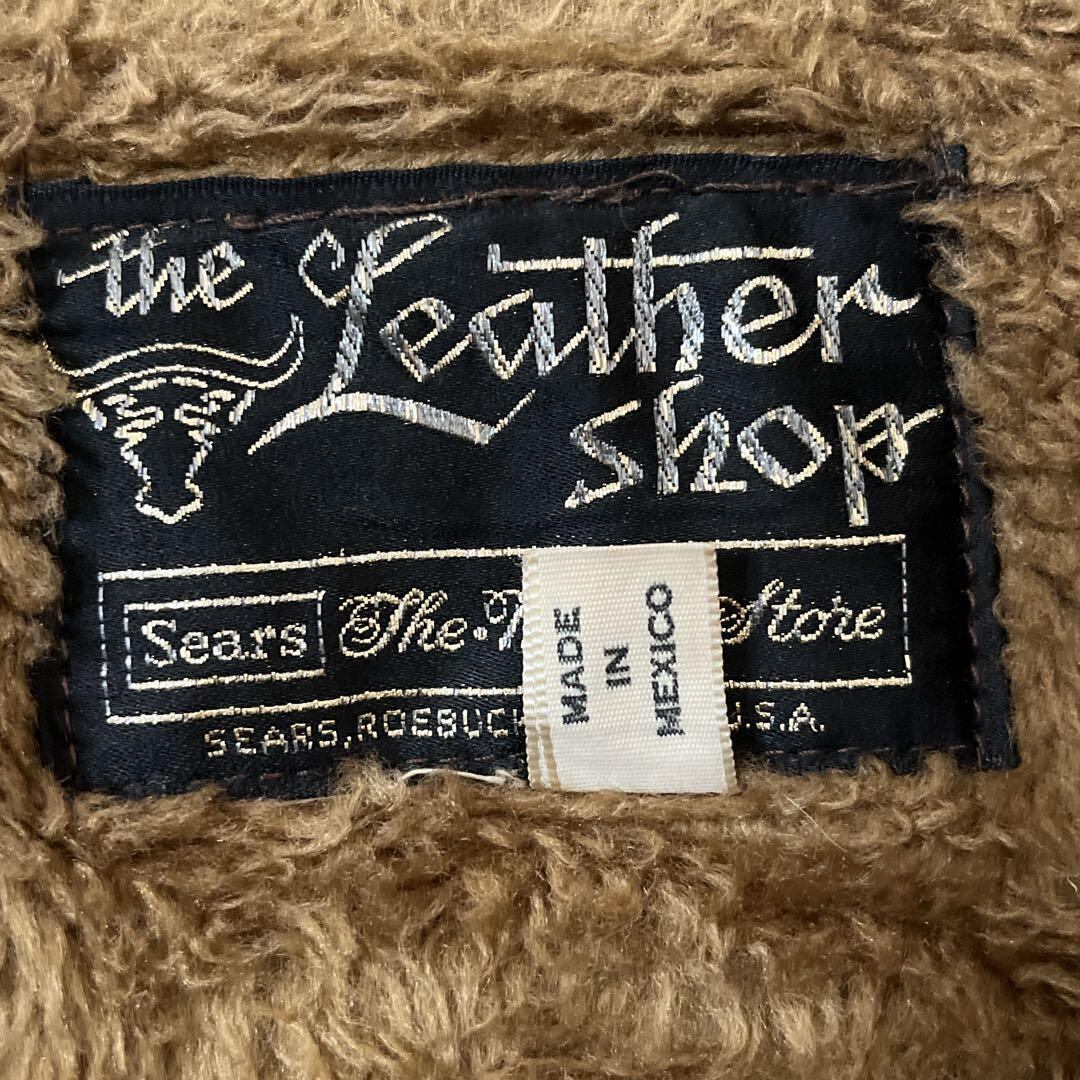 the Leather
shop
Sears The Store
SEARS, ROEBUCK U.S.A.
MADE
IN
MEXICO